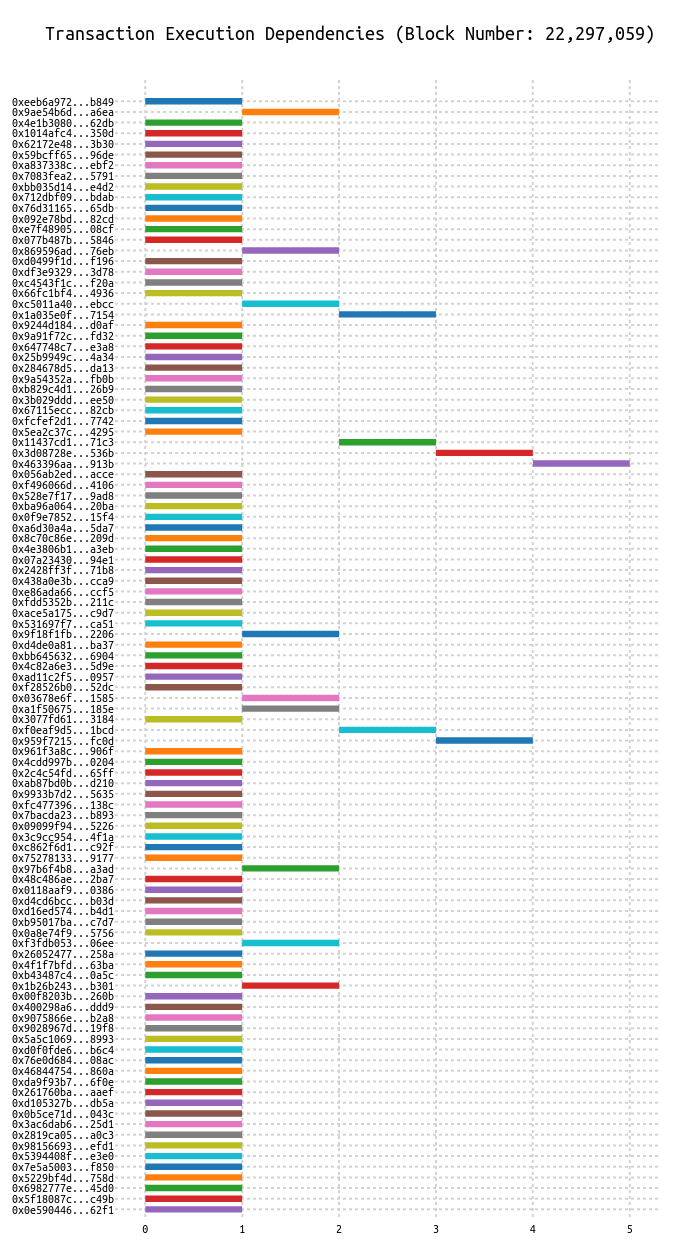 Transaction Execution Dependencies (Block Number: 22,297,059)
0xeeb6a972...b849
0x9ae54b6d...a6ea
0x4e1b3080...62db
0x1014afc4...350d
0x62172e48...3b30
0x59bcff65...96de
0xa837338c...ebf2
0x7083fea2...5791
0xbb035d14...e4d2
0x712dbf09...bdab
0x76d31165...65db
0x092e78bd...82cd
0xe7f48905...08cf
0x077b487b...5846
0x869596ad...76eb
0xd0499f1d...f196
0xdf3e9329...3d78
0xc4543f1c...f20a
0x66fc1bf4...4936
0xc5011a40...ebcc
0x1a035e0f...7154
0x9244d184...d0af
0x9a91f72c...fd32
0x647748c7...e3a8
0x25b9949c...4a34
0x284678d5...da13
0x9a54352a...fb0b
0xb829c4d1...26b9
0x3b029ddd...ee50
0x67115ecc...82cb
0xfcfef2d1...7742
0x5ea2c37c...4295
0x11437cd1...71c3
0x3d08728e...536b
0x463396aa...913b
0x056ab2ed...acce
0xf496066d...4106
0x528e7f17...9ad8
0xba96a064...20ba
0x0f9e7852...15f4
0xa6d30a4a...5da7
0x8c70c86e...209d
0x4e3806b1...a3eb
0x07a23430...94e1
0x2428ff3f...71b8
0x438a0e3b...cca9
0xe86ada66...ccf5
0xfdd5352b...211c
0xace5a175...c9d7
0x531697f7...ca51
0x9f18f1fb...2206
0xd4de0a81...ba37
0xbb645632...6904
0x4c82a6e3...5d9e
0xad11c2f5...0957
0xf28526b0...52dc
0x03678e6f...1585
0xa1f50675...185e
0x3077fd61...3184
0xf0eaf9d5...1bcd
0x959f7215...fc0d
0x961f3a8c...906f
0x4cdd997b...0204
0x2c4c54fd...65ff
0xab87bd0b...d210
0x9933b7d2...5635
0xfc477396...138c
0x7bacda23...b893
0x09099f94...5226
0x3c9cc954...4f1a
0xc862f6d1...c92f
0x75278133...9177
0x97b6f4b8...a3ad
0x48c486ae...2ba7
0x0118aaf9...0386
0xd4cd6bcc...b03d
0xd16ed574...b4d1
0xb95017ba...c7d7
0x0a8e74f9...5756
0xf3fdb053...06ee
0x26052477...258a
0x4f1f7bfd...63ba
0xb43487c4...0a5c
0x1b26b243...b301
0x00f8203b...260b
0x400298a6...ddd9
0x9075866e...b2a8
0x9028967d...19f8
0x5a5c1069...8993
0xd0f0fde6...b6c4
0x76e0d684...08ac
0x46844754...860a
0xda9f93b7...6f0e
0x261760ba...aaef
0xd105327b...db5a
0x0b5ce71d...043c
0x3ac6dab6...25d1
0x2819ca05...a0c3
0x98156693...efd1
0x5394408f...e3e0
0x7e5a5003...f850
0x5229bf4d...758d
0x6982777e...45d0
0x5f18087c...c49b
0x0e590446...62f1
0 1 2 3 4 5